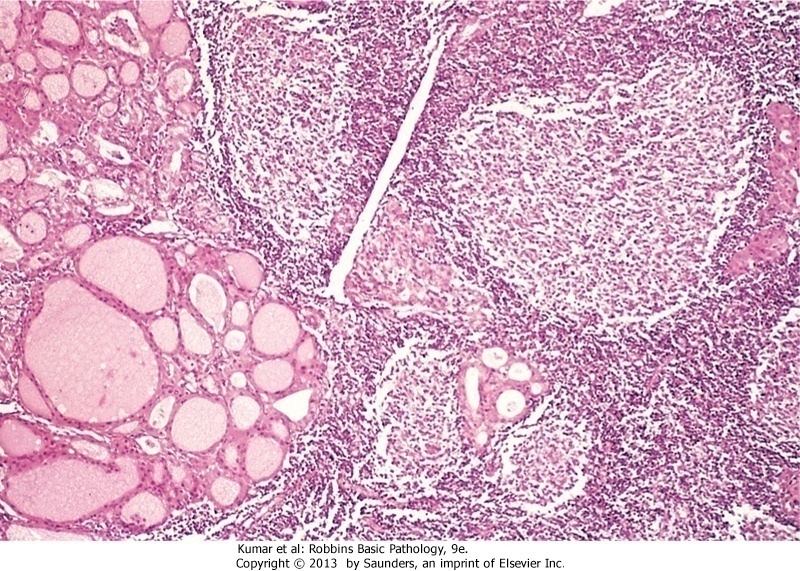 Kumar et al: Robbins Basic Pathology, 9e.
Copyright © 2013 by Saunders, an imprint of Elsevier Inc.